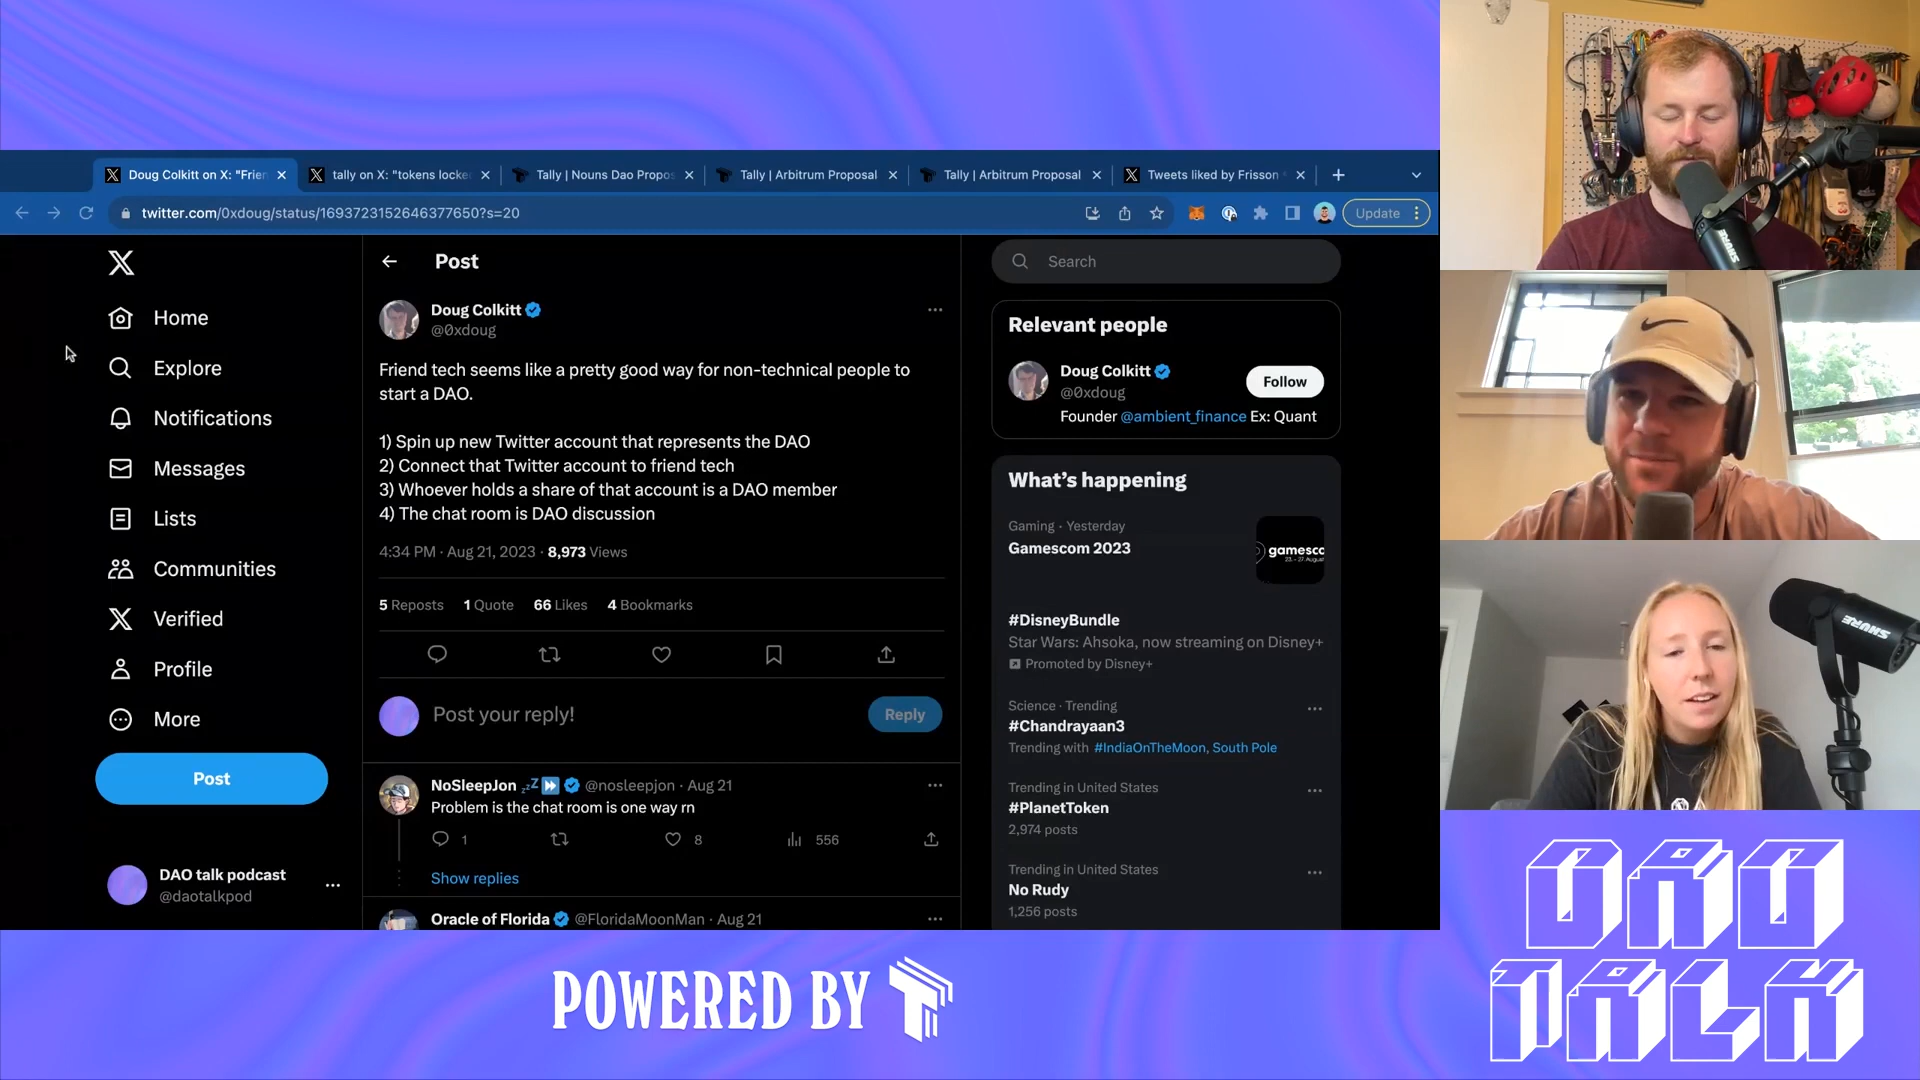 Doug Colkitt on X: "Frien
tally on X: "tokens locke
Tally | Nouns Dao Propos
Tally | Arbitrum Proposal
Tally | Arbitrum Proposal
Tweets liked by Frisson
twitter.com/0xdoug/status/1693723152646377650?s=20
Update
Home
Explore
Notifications
Messages
Lists
Communities
Verified
Profile
More
Post
DAO talk podcast
@daotalkpod
Post
Doug Colkitt
@0xdoug
Friend tech seems like a pretty good way for non-technical people to
start a DAO.
1) Spin up new Twitter account that represents the DAO
2) Connect that Twitter account to friend tech
3) Whoever holds a share of that account is a DAO member
4) The chat room is DAO discussion
4:34 PM · Aug 21, 2023 · 8,973 Views
5 Reposts 1 Quote 66 Likes 4 Bookmarks
Post your reply!
Reply
NoSleepJon @nosleepjon · Aug 21
Problem is the chat room is one way rn
1 8 556
Show replies
Oracle of Florida @FloridaMoonMan · Aug 21
Search
Relevant people
Doug Colkitt
@0xdoug
Follow
Founder @ambient_finance Ex: Quant
What's happening
Gaming · Yesterday
Gamescom 2023
gamesco
#DisneyBundle
Star Wars: Ahsoka, now streaming on Disney+
Promoted by Disney+
Science · Trending
#Chandrayaan3
Trending with #IndiaOnTheMoon, South Pole
Trending in United States
#PlanetToken
2,974 posts
Trending in United States
No Rudy
1,256 posts
SHURE
SHURE
POWERED BY
DAO
TALK